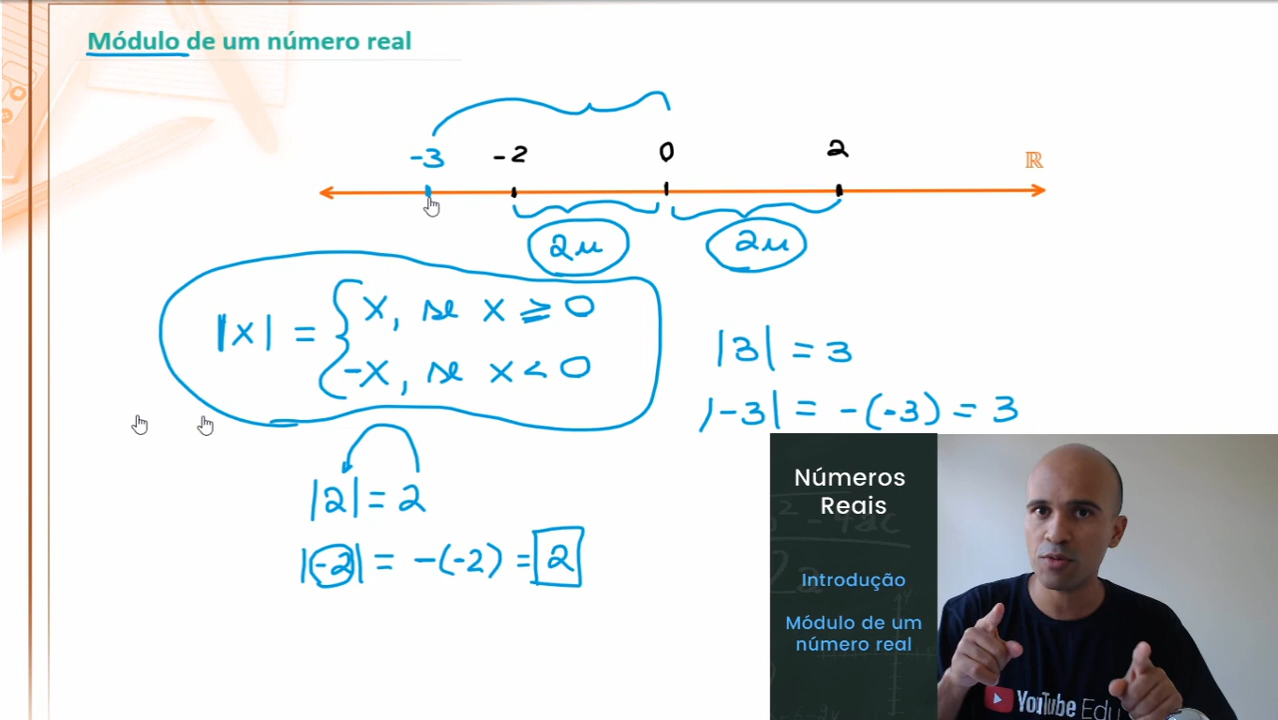 Módulo de um número real
-3 -2 0 2 ℝ
2u 2u
|x| = { x, se x ≥ 0
-x, se x < 0
|3| = 3
|-3| = -(-3) = 3
|2| = 2
|-2| = -(-2) = 2
Números
Reais
Introdução
Módulo de um
número real
YouTube Edu